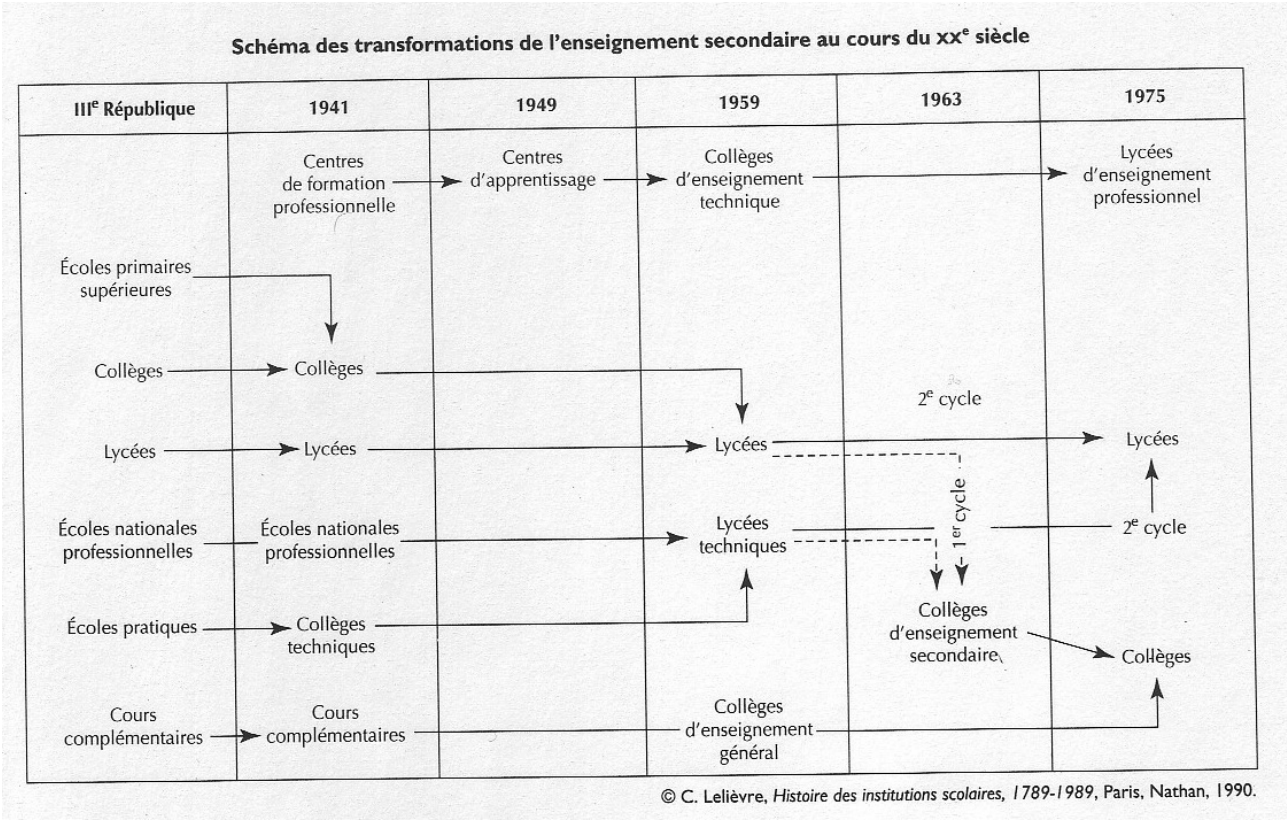 Schéma des transformations de l'enseignement secondaire au cours du XXe siècle
IIIe République
1941
1949
1959
1963
1975
Centres
de formation
professionnelle
Centres
d'apprentissage
Collèges
d'enseignement
technique
Lycées
d'enseignement
professionnel
Écoles primaires
supérieures
Collèges
Collèges
2e cycle
Lycées
Lycées
Lycées
Lycées
1er cycle
Écoles nationales
professionnelles
Écoles nationales
professionnelles
Lycées
techniques
2e cycle
Écoles pratiques
Collèges
techniques
Collèges
d'enseignement
secondaire
Collèges
Cours
complémentaires
Cours
complémentaires
Collèges
d'enseignement
général
© C. Lelièvre, Histoire des institutions scolaires, 1789-1989, Paris, Nathan, 1990.